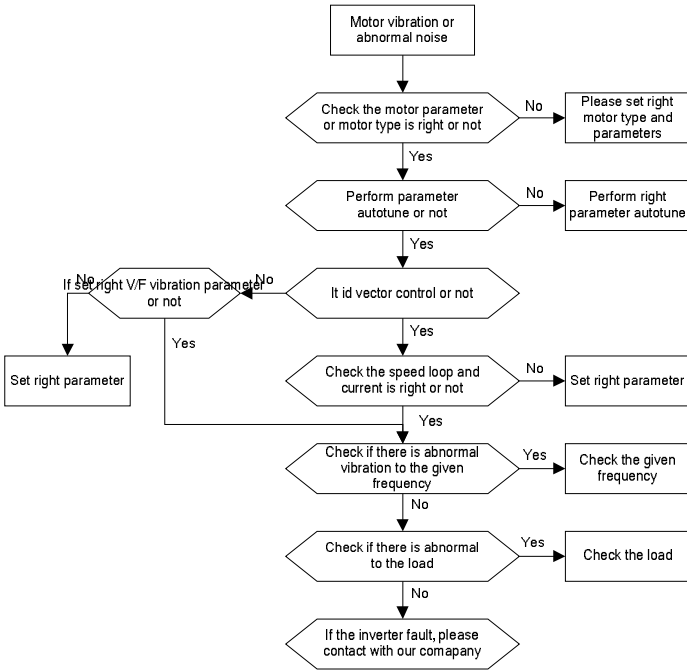 Motor vibration or
abnormal noise
Check the motor parameter
or motor type is right or not
No
Please set right
motor type and
parameters
Yes
Perform parameter
autotune or not
No
Perform right
parameter autotune
Yes
It id vector control or not
No
If set right V/F vibration parameter
or not
No
Set right parameter
Yes
Yes
Check the speed loop and
current is right or not
No
Set right parameter
Yes
Check if there is abnormal
vibration to the given
frequency
Yes
Check the given
frequency
No
Check if there is abnormal
to the load
Yes
Check the load
No
If the inverter fault, please
contact with our comapany